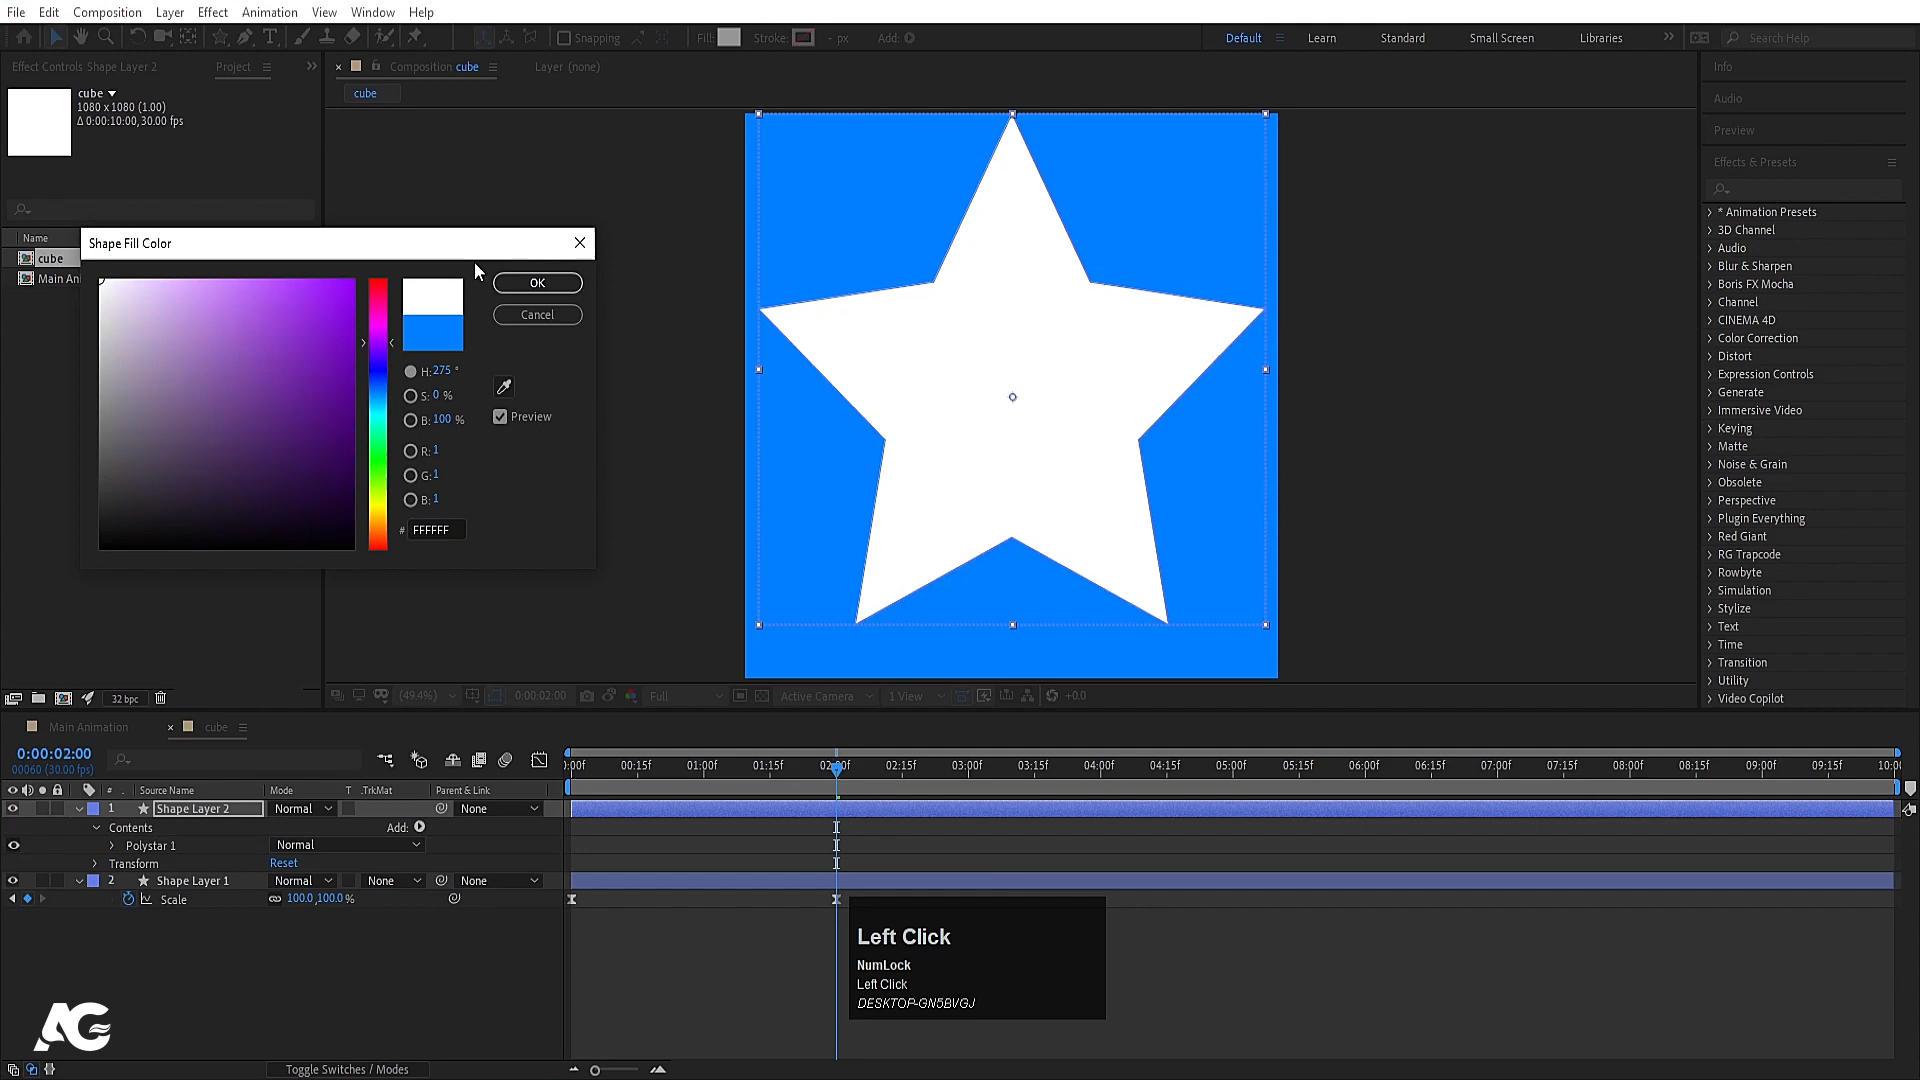 File Edit Composition Layer Effect Animation View Window Help
Snapping Fill: Stroke: - px Add: Default Learn Standard Small Screen Libraries Search Help
Effect Controls Shape Layer 2 Project
Composition cube Layer (none)
cube
cube
1080 x 1080 (1.00)
Δ 0:00:10:00, 30.00 fps
Name
cube
Main Ani
Shape Fill Color
OK
Cancel
H: 275 °
S: 0 %
B: 100 %
Preview
R: 1
G: 1
B: 1
# FFFFFF
32 bpc
(49.4%) 0:00:02:00 Full Active Camera 1 View +0.0
Info
Audio
Preview
Effects & Presets
* Animation Presets
3D Channel
Audio
Blur & Sharpen
Boris FX Mocha
Channel
CINEMA 4D
Color Correction
Distort
Expression Controls
Generate
Immersive Video
Keying
Matte
Noise & Grain
Obsolete
Perspective
Plugin Everything
Red Giant
RG Trapcode
Rowbyte
Simulation
Stylize
Text
Time
Transition
Utility
Video Copilot
Main Animation cube
0:00:02:00
00060 (30.00 fps)
:00f 00:15f 01:00f 01:15f 02:00f 02:15f 03:00f 03:15f 04:00f 04:15f 05:00f 05:15f 06:00f 06:15f 07:00f 07:15f 08:00f 08:15f 09:00f 09:15f 10:00
# Source Name Mode T .TrkMat Parent & Link
1 Shape Layer 2 Normal None
Contents Add:
Polystar 1 Normal
Transform Reset
2 Shape Layer 1 Normal None None
Scale 100.0,100.0%
Left Click
NumLock
Left Click
DESKTOP-GN5BVGJ
AG
Toggle Switches / Modes